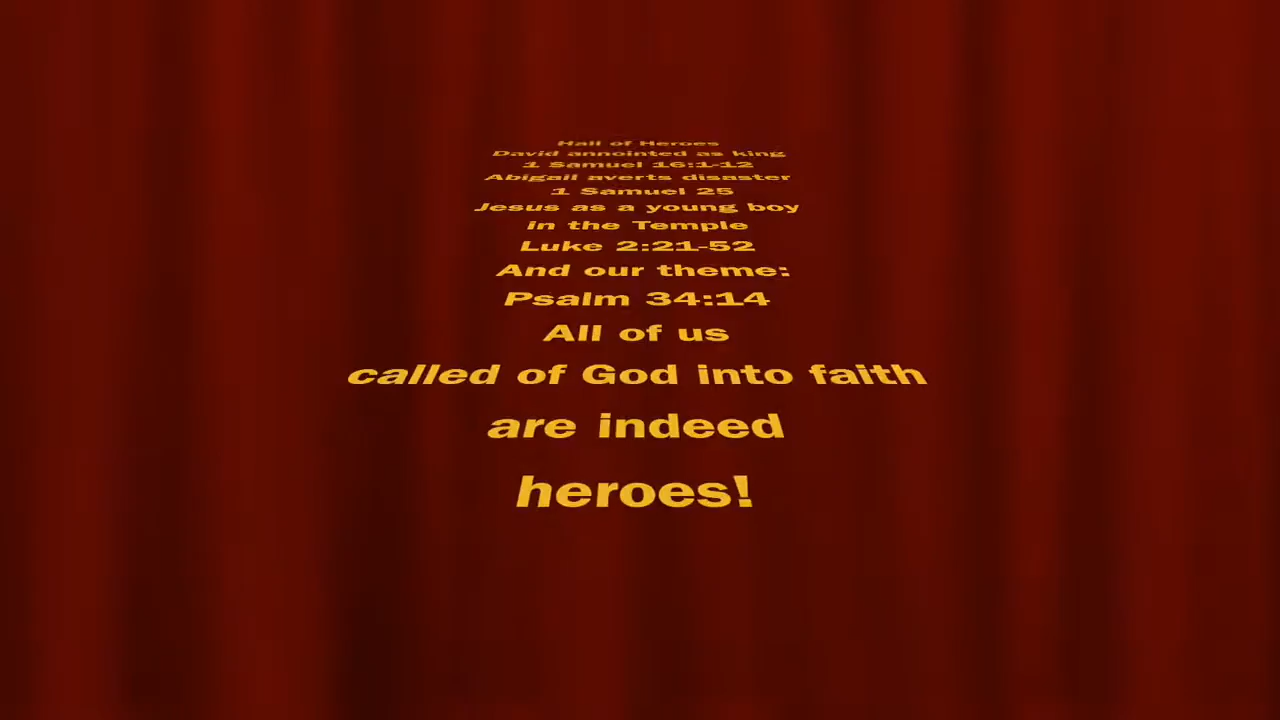 Hall of Heroes
David annointed as king
1 Samuel 16:1-12
Abigail averts disaster
1 Samuel 25
Jesus as a young boy
in the Temple
Luke 2:21-52
And our theme:
Psalm 34:14
All of us
called of God into faith
are indeed
heroes!